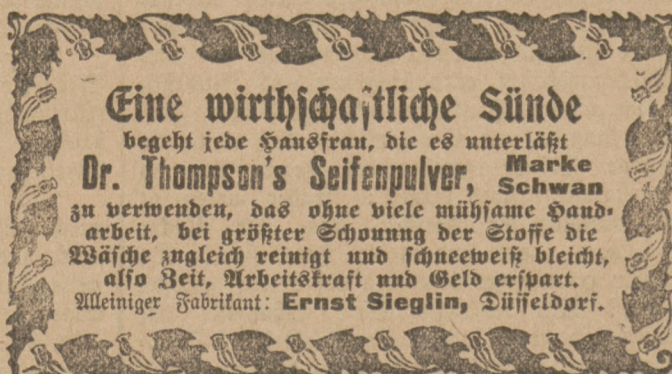 Eine wirthschaftliche Sünde
begeht jede Hausfrau, die es unterläßt
Dr. Thompson's Seifenpulver, Marke Schwan
zu verwenden, das ohne viele mühsame Hand-
arbeit, bei größter Schonung der Stoffe die
Wäsche zugleich reinigt und schneeweiß bleicht,
also Zeit, Arbeitskraft und Geld erspart.
Alleiniger Fabrikant: Ernst Sieglin, Düsseldorf.